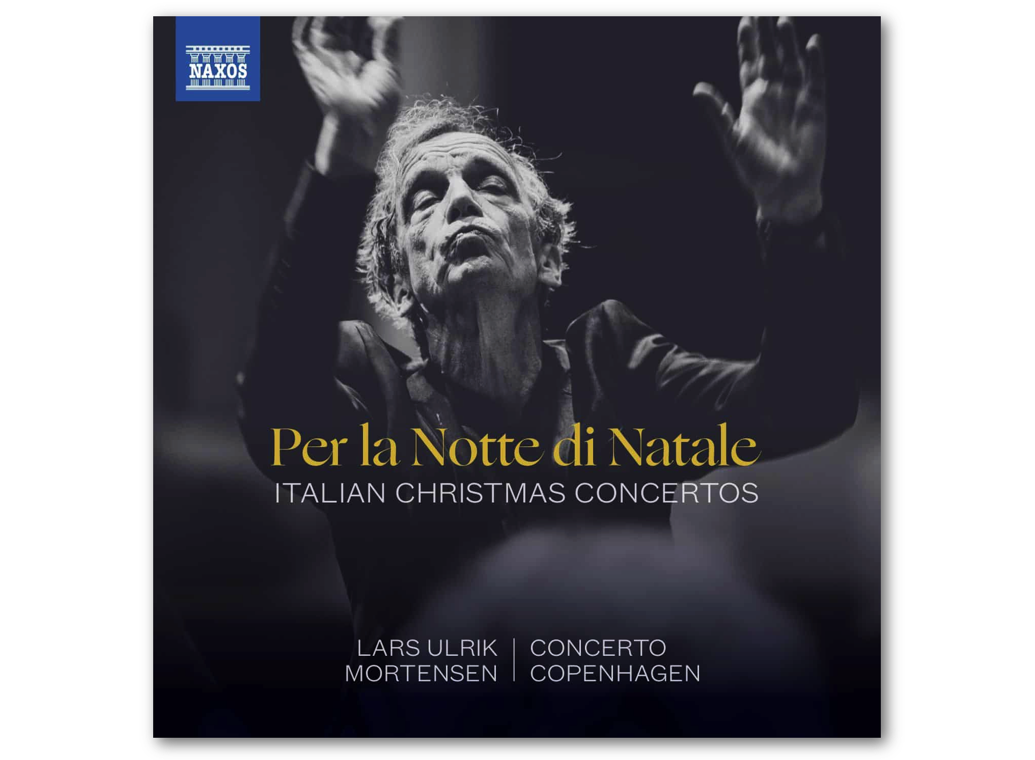 NAXOS
Per la Notte di Natale
ITALIAN CHRISTMAS CONCERTOS
LARS ULRIK
MORTENSEN
CONCERTO
COPENHAGEN